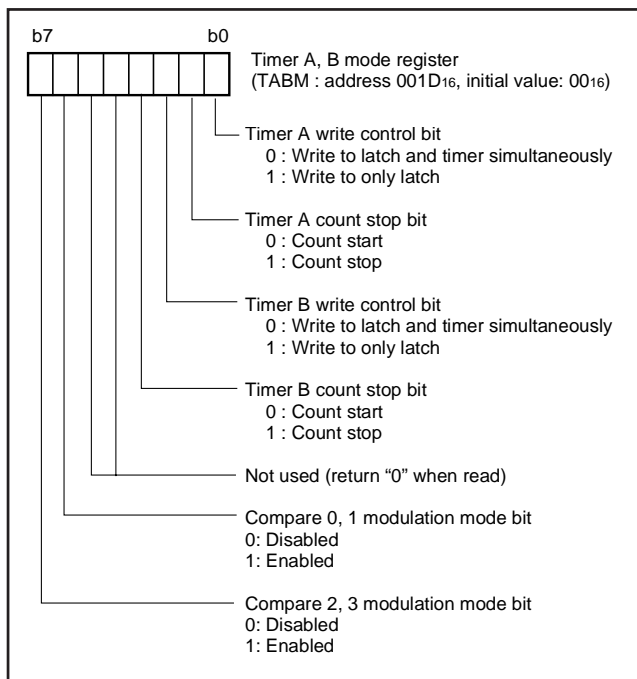 b7 b0
Timer A, B mode register
(TABM : address 001D16, initial value: 0016)
Timer A write control bit
0 : Write to latch and timer simultaneously
1 : Write to only latch
Timer A count stop bit
0 : Count start
1 : Count stop
Timer B write control bit
0 : Write to latch and timer simultaneously
1 : Write to only latch
Timer B count stop bit
0 : Count start
1 : Count stop
Not used (return “0” when read)
Compare 0, 1 modulation mode bit
0: Disabled
1: Enabled
Compare 2, 3 modulation mode bit
0: Disabled
1: Enabled